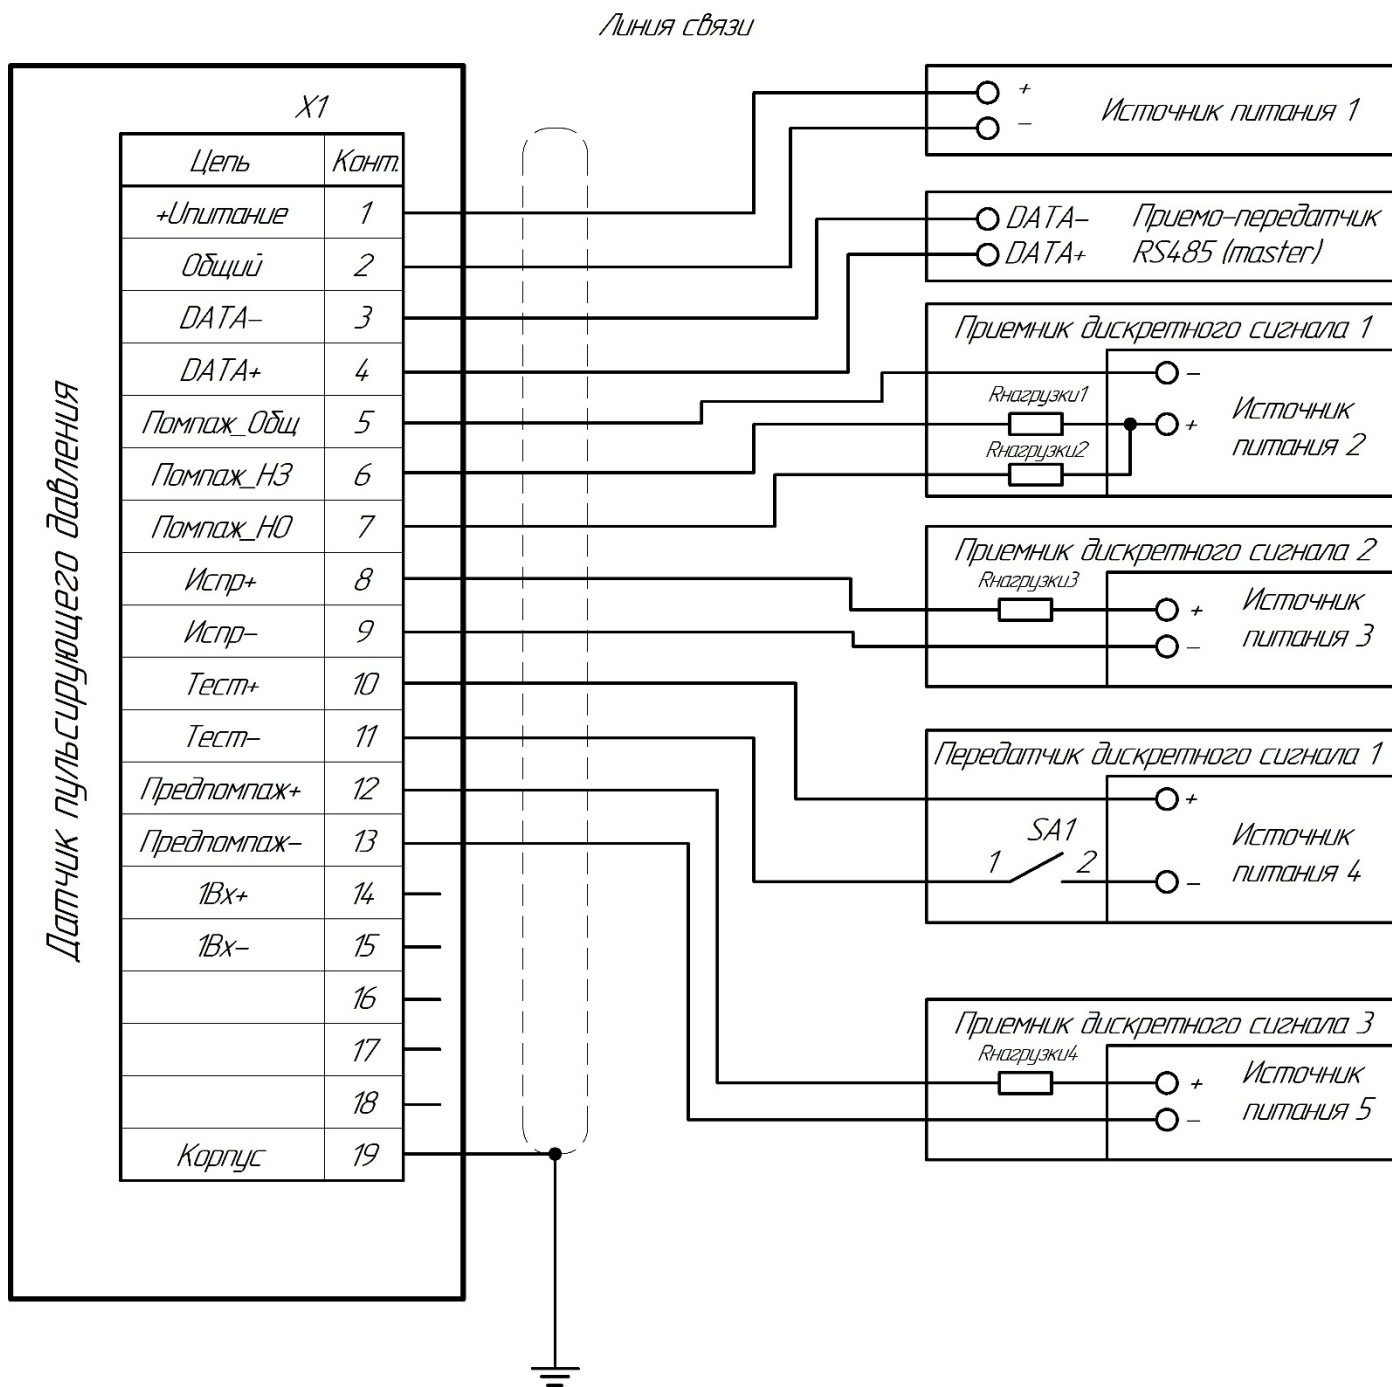 Линия связи
Датчик пульсирующего давления
X1
Цепь Конт.
+Uпитание 1
Общий 2
DATA– 3
DATA+ 4
Помпаж_Общ 5
Помпаж_НЗ 6
Помпаж_НО 7
Испр+ 8
Испр– 9
Тест+ 10
Тест– 11
Предпомпаж+ 12
Предпомпаж– 13
1Вх+ 14
1Вх– 15
16
17
18
Корпус 19
+
–
Источник питания 1
DATA–
DATA+
Приемо-передатчик
RS485 (master)
Приемник дискретного сигнала 1
Rнагрузки1
Rнагрузки2
–
+
Источник
питания 2
Приемник дискретного сигнала 2
Rнагрузки3
+
–
Источник
питания 3
Передатчик дискретного сигнала 1
+
SA1
1 2
–
Источник
питания 4
Приемник дискретного сигнала 3
Rнагрузки4
+
–
Источник
питания 5